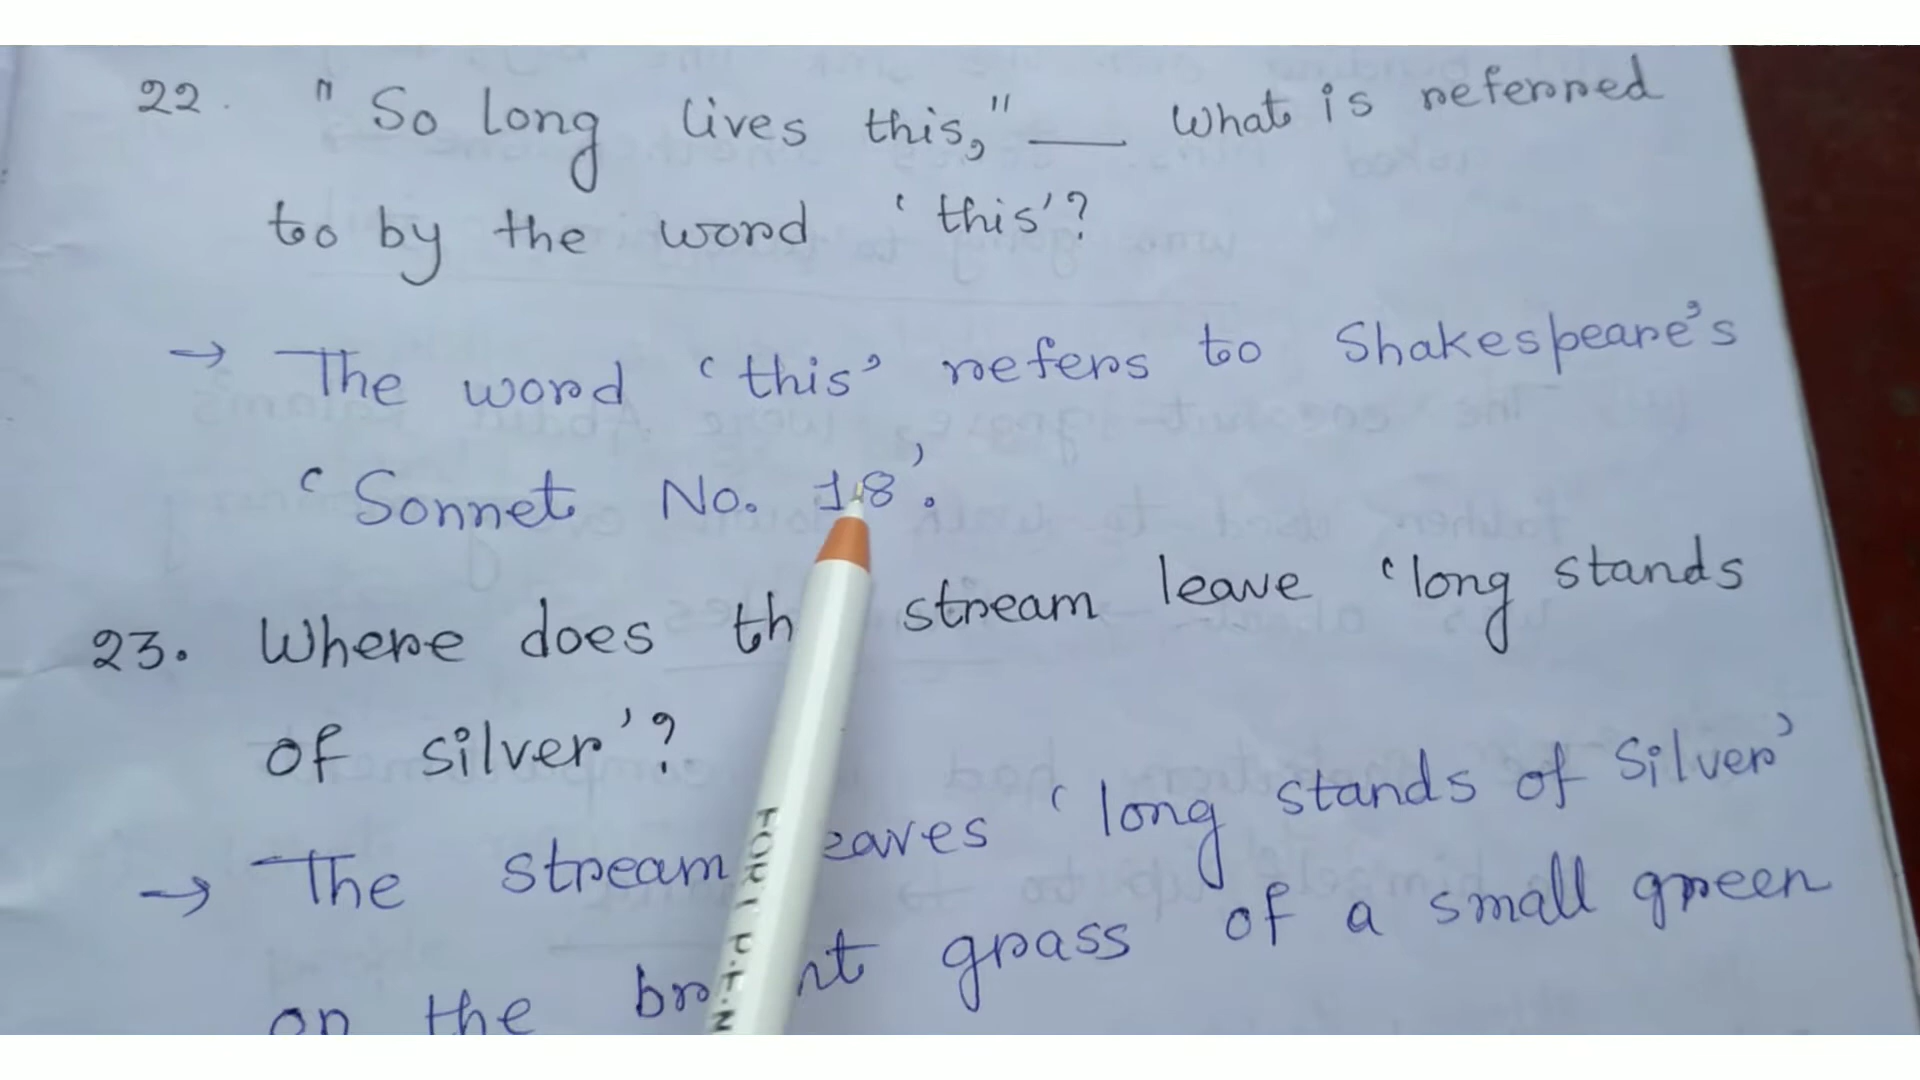 22. "So long lives this," — What is referred
to by the word 'this'?
→ The word 'this' refers to Shakespeare's
'Sonnet No. 18'.
23. Where does th stream leave 'long stands
of silver'?
→ The stream eaves 'long stands of Silver'
on the br ht grass of a small green
FOR I P.T.N